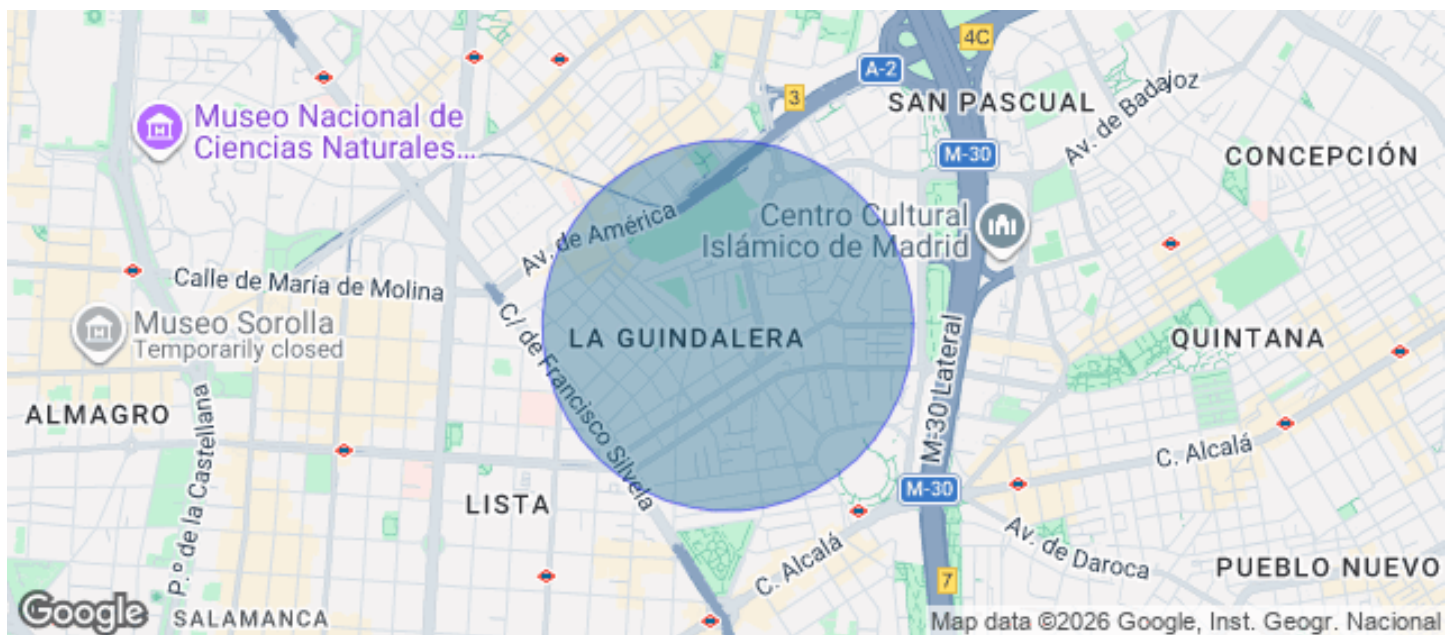 4C
A-2
3
SAN PASCUAL
Av. de Badajoz
Museo Nacional de
Ciencias Naturales...
M-30
CONCEPCIÓN
Av. de América
Centro Cultural
Islámico de Madrid
Calle de María de Molina
Museo Sorolla
Temporarily closed
C/ de Francisco Silvela
LA GUINDALERA
M-30 Lateral
QUINTANA
ALMAGRO
P.º de la Castellana
C. Alcalá
LISTA
M-30
Av. de Daroca
C. Alcalá
PUEBLO NUEVO
7
Google
SALAMANCA
Map data ©2026 Google, Inst. Geogr. Nacional